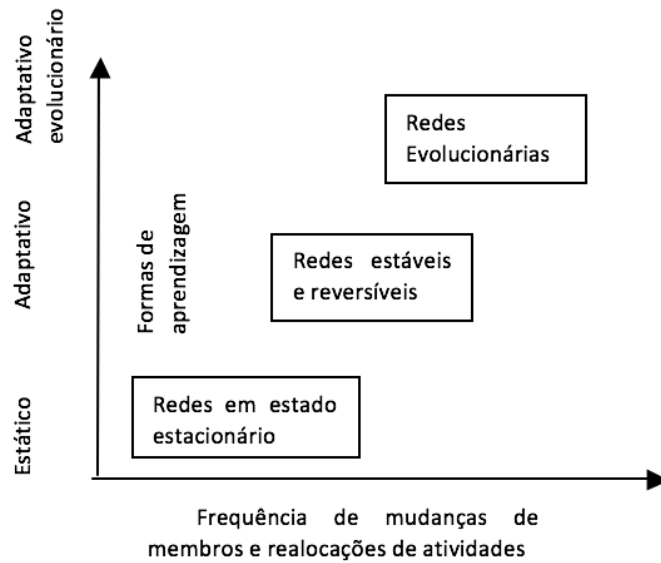 Adaptativo
evolucionário
Adaptativo
Estático
Formas de
aprendizagem
Redes
Evolucionárias
Redes estáveis
e reversíveis
Redes em estado
estacionário
Frequência de mudanças de
membros e realocações de atividades